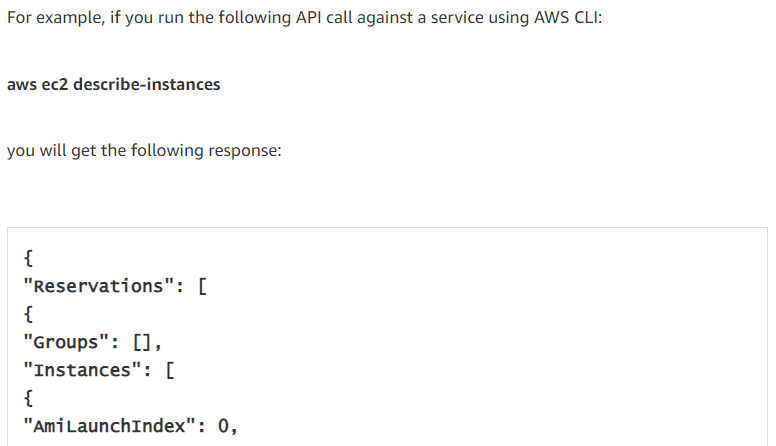 For example, if you run the following API call against a service using AWS CLI:
aws ec2 describe-instances
you will get the following response:
{
"Reservations": [
{
"Groups": [],
"Instances": [
{
"AmiLaunchIndex": 0,